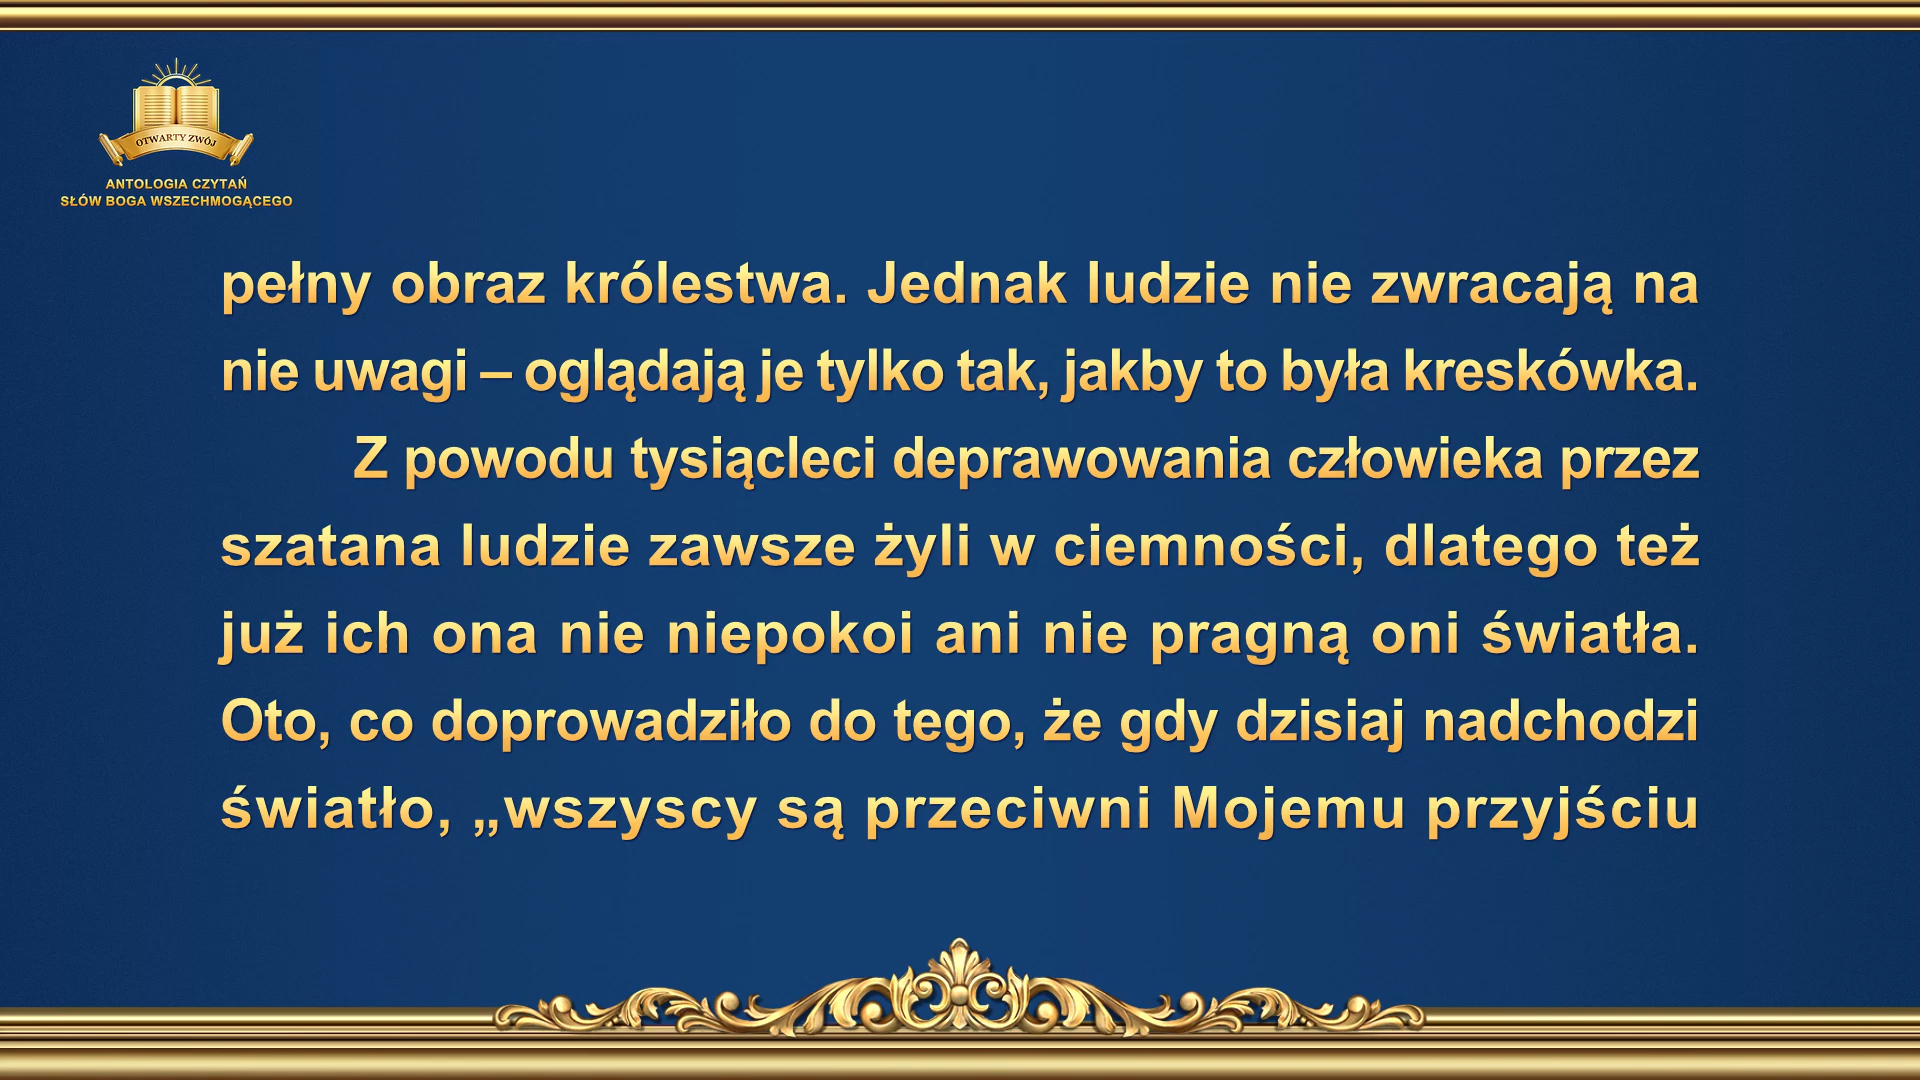 OTWARTY ZWÓJ
ANTOLOGIA CZYTAŃ
SŁÓW BOGA WSZECHMOGĄCEGO
pełny obraz królestwa. Jednak ludzie nie zwracają na
nie uwagi – oglądają je tylko tak, jakby to była kreskówka.
Z powodu tysiącleci deprawowania człowieka przez
szatana ludzie zawsze żyli w ciemności, dlatego też
już ich ona nie niepokoi ani nie pragną oni światła.
Oto, co doprowadziło do tego, że gdy dzisiaj nadchodzi
światło, „wszyscy są przeciwni Mojemu przyjściu